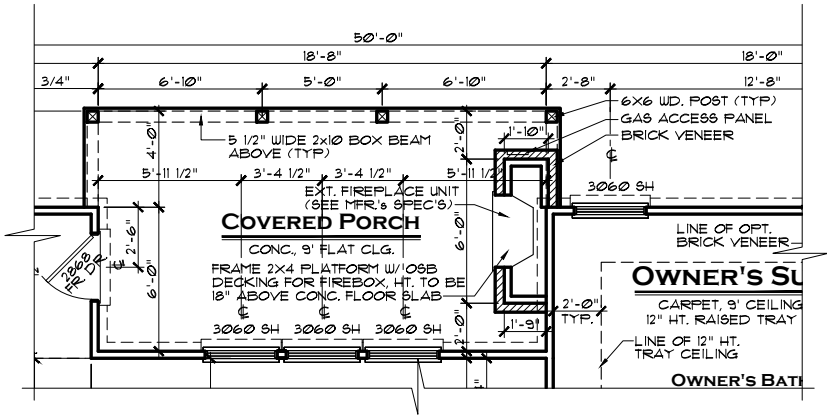 50'-0"
18'-8"
18'-0"
3/4"
6'-10"
5'-0"
6'-10"
2'-8"
12'-8"
6X6 WD. POST (TYP)
GAS ACCESS PANEL
BRICK VENEER
4'-0"
5 1/2" WIDE 2x10 BOX BEAM
ABOVE (TYP)
2'-0"
1'-10"
5'-11 1/2"
3'-4 1/2"
3'-4 1/2"
5'-11 1/2"
3060 SH
EXT. FIREPLACE UNIT
(SEE MFR.'s SPEC'S)
COVERED PORCH
CONC., 9' FLAT CLG.
FRAME 2X4 PLATFORM W/ OSB
DECKING FOR FIREBOX, HT. TO BE
18" ABOVE CONC. FLOOR SLAB
2'-6"
6'-0"
6'-0"
2868
FR DR
LINE OF OPT.
BRICK VENEER
OWNER'S SU
CARPET, 9' CEILING
12" HT. RAISED TRAY
2'-0"
TYP.
1'-9"
2'-0"
3060 SH
3060 SH
3060 SH
LINE OF 12" HT.
TRAY CEILING
OWNER'S BATH